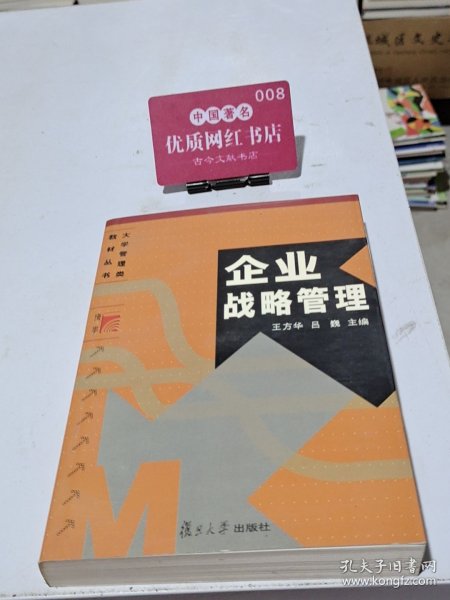 008
中国著名
优质网红书店
古今文献书店
大学管理类
教材丛书
博学
企业
战略管理
王方华 吕巍 主编
M
复旦大学出版社
孔夫子旧书网
www.kongfz.com